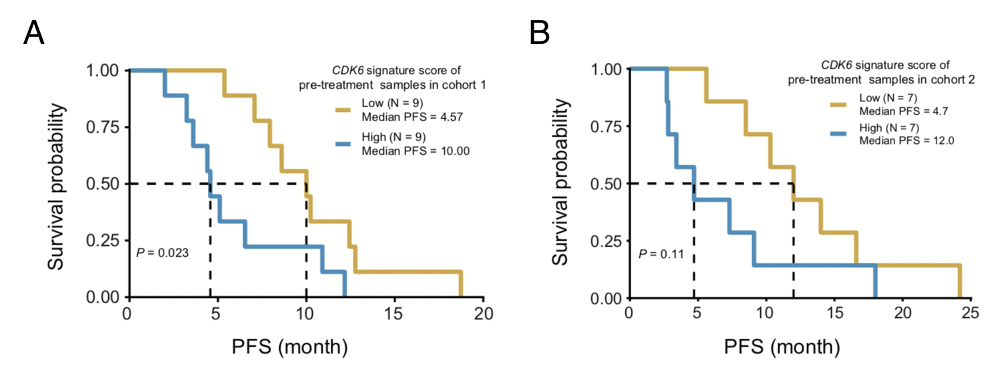 A
CDK6 signature score of
pre-treatment samples in cohort 1
Low (N = 9)
Median PFS = 4.57
High (N = 9)
Median PFS = 10.00
Survival probability
1.00
0.75
0.50
0.25
0.00
P = 0.023
0 5 10 15 20
PFS (month)
B
CDK6 signature score of
pre-treatment samples in cohort 2
Low (N = 7)
Median PFS = 4.7
High (N = 7)
Median PFS = 12.0
Survival probability
1.00
0.75
0.50
0.25
0.00
P = 0.11
0 5 10 15 20 25
PFS (month)